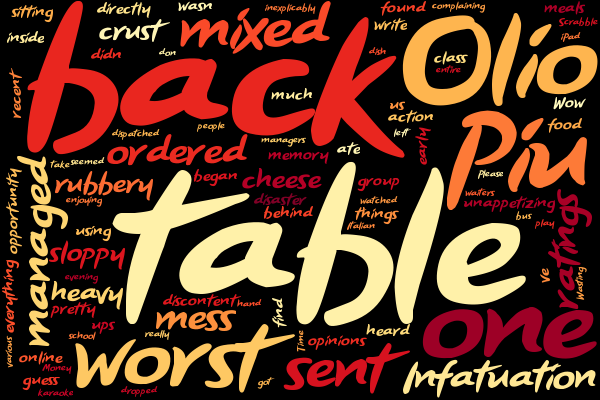 sitting
directly
wasn
inexplicably
found
complaining
meals
Scrabble
inside
crust
mixed
write
Olio
iPad
didn
don
dish
class
entire
back
recent
much
Wow
us
action
Piu
food
dispatched
people
managers
left
early
ordered
memory
ate
Please
take
seemed
opportunity
managed
rubbery
began
cheese
group
waiters
unappetizing
enjoying
disaster
watched
behind
things
Italian
bus
play
ratings
using
table
sloppy
everything
evening
heavy
discontent
hand
find
ve
Wasting
pretty
mess
one
ups
school
really
heard
Time
opinions
various
online
Money
worst
sent
Infatuation
guess
karaoke
dropped
got